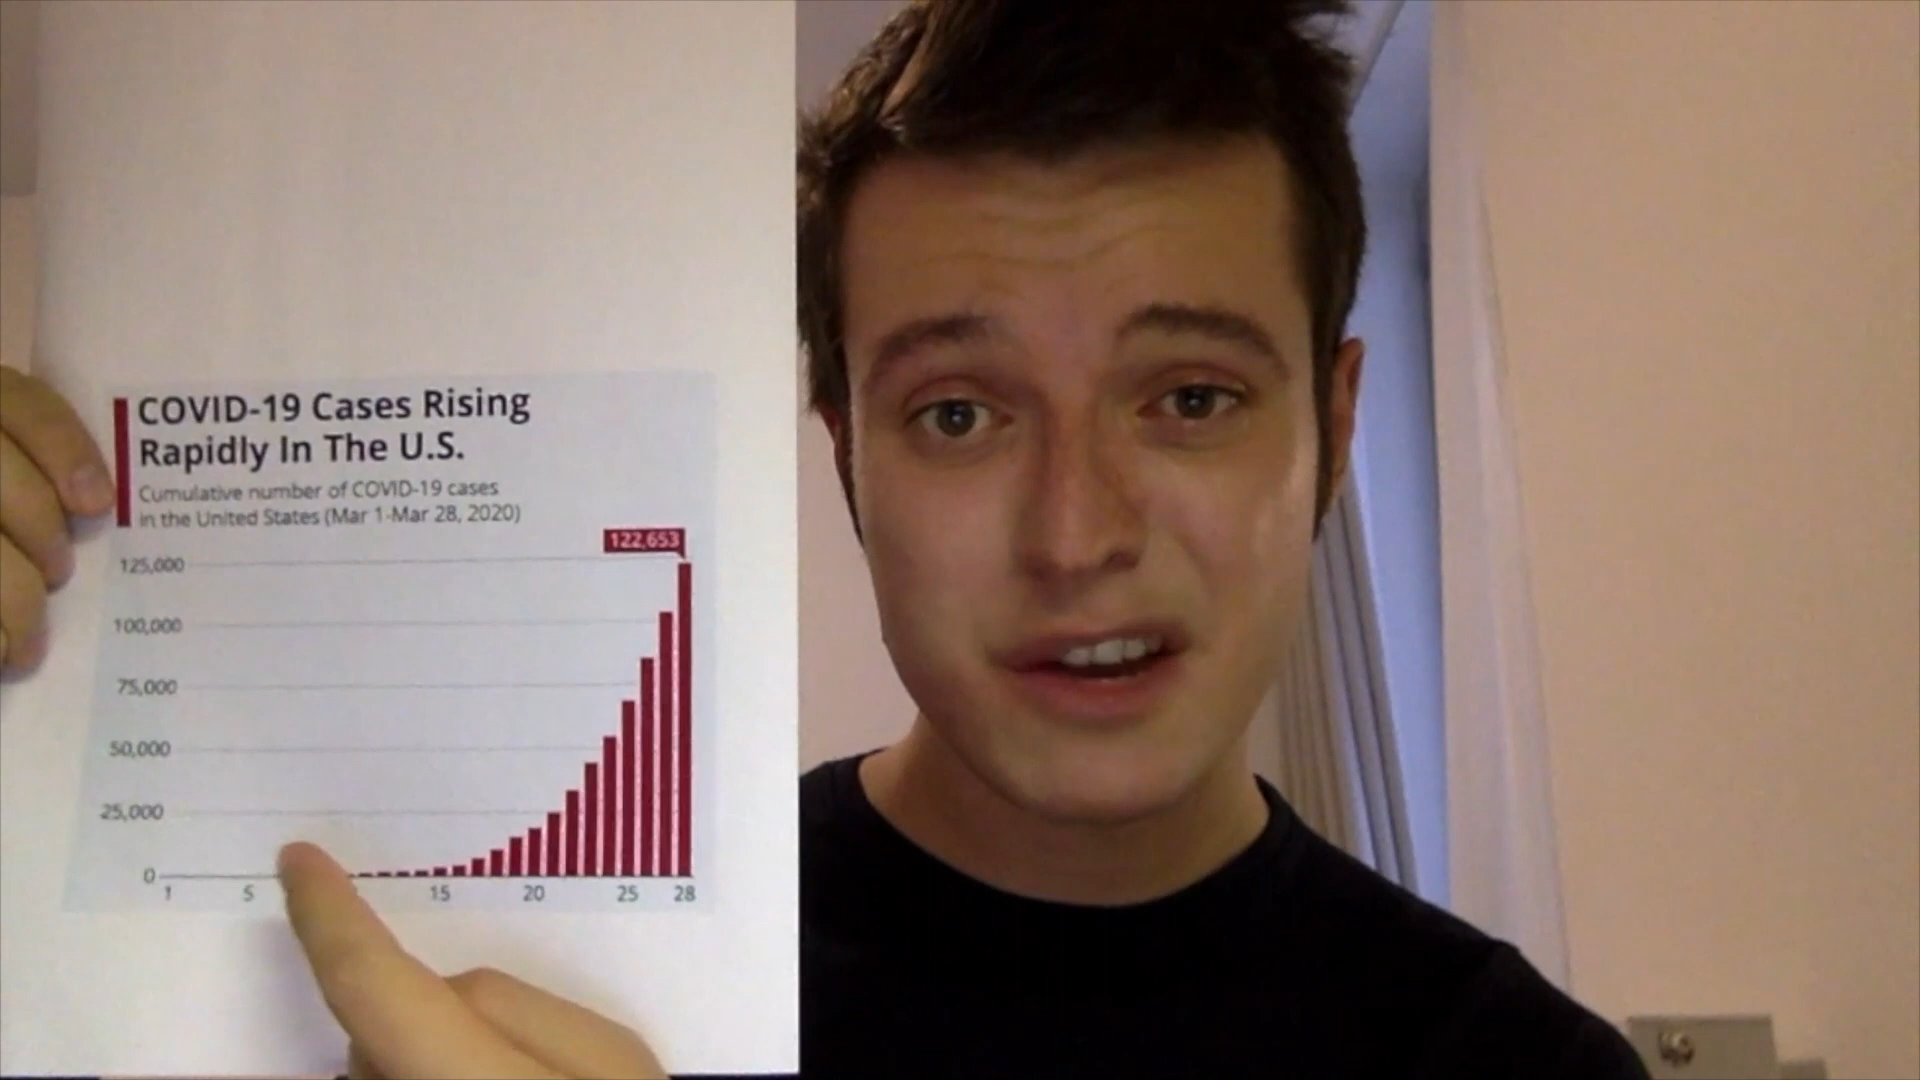 COVID-19 Cases Rising
Rapidly In The U.S.
Cumulative number of COVID-19 cases
in the United States (Mar 1-Mar 28, 2020)
122,653
125,000
100,000
75,000
50,000
25,000
0
1 5 15 20 25 28